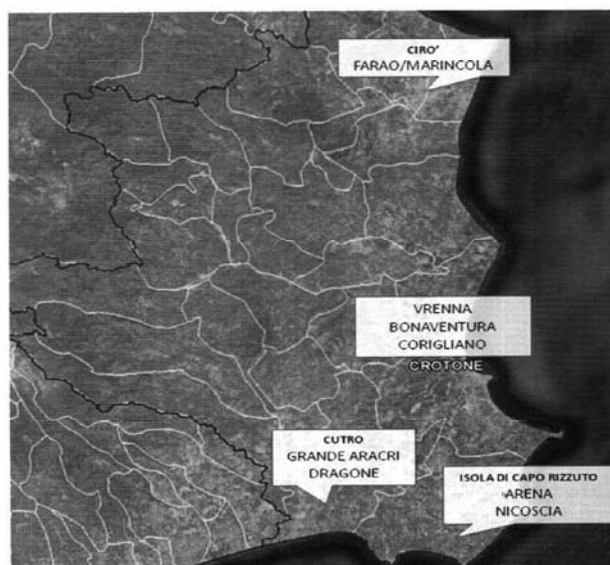 CIRO'
FARAO/MARINCOLA
VRENNA
BONAVENTURA
CORIGLIANO
CROTONE
CUTRO
GRANDE ARACRI
DRAGONE
ISOLA DI CAPO RIZZUTO
ARENA
NICOSCIA